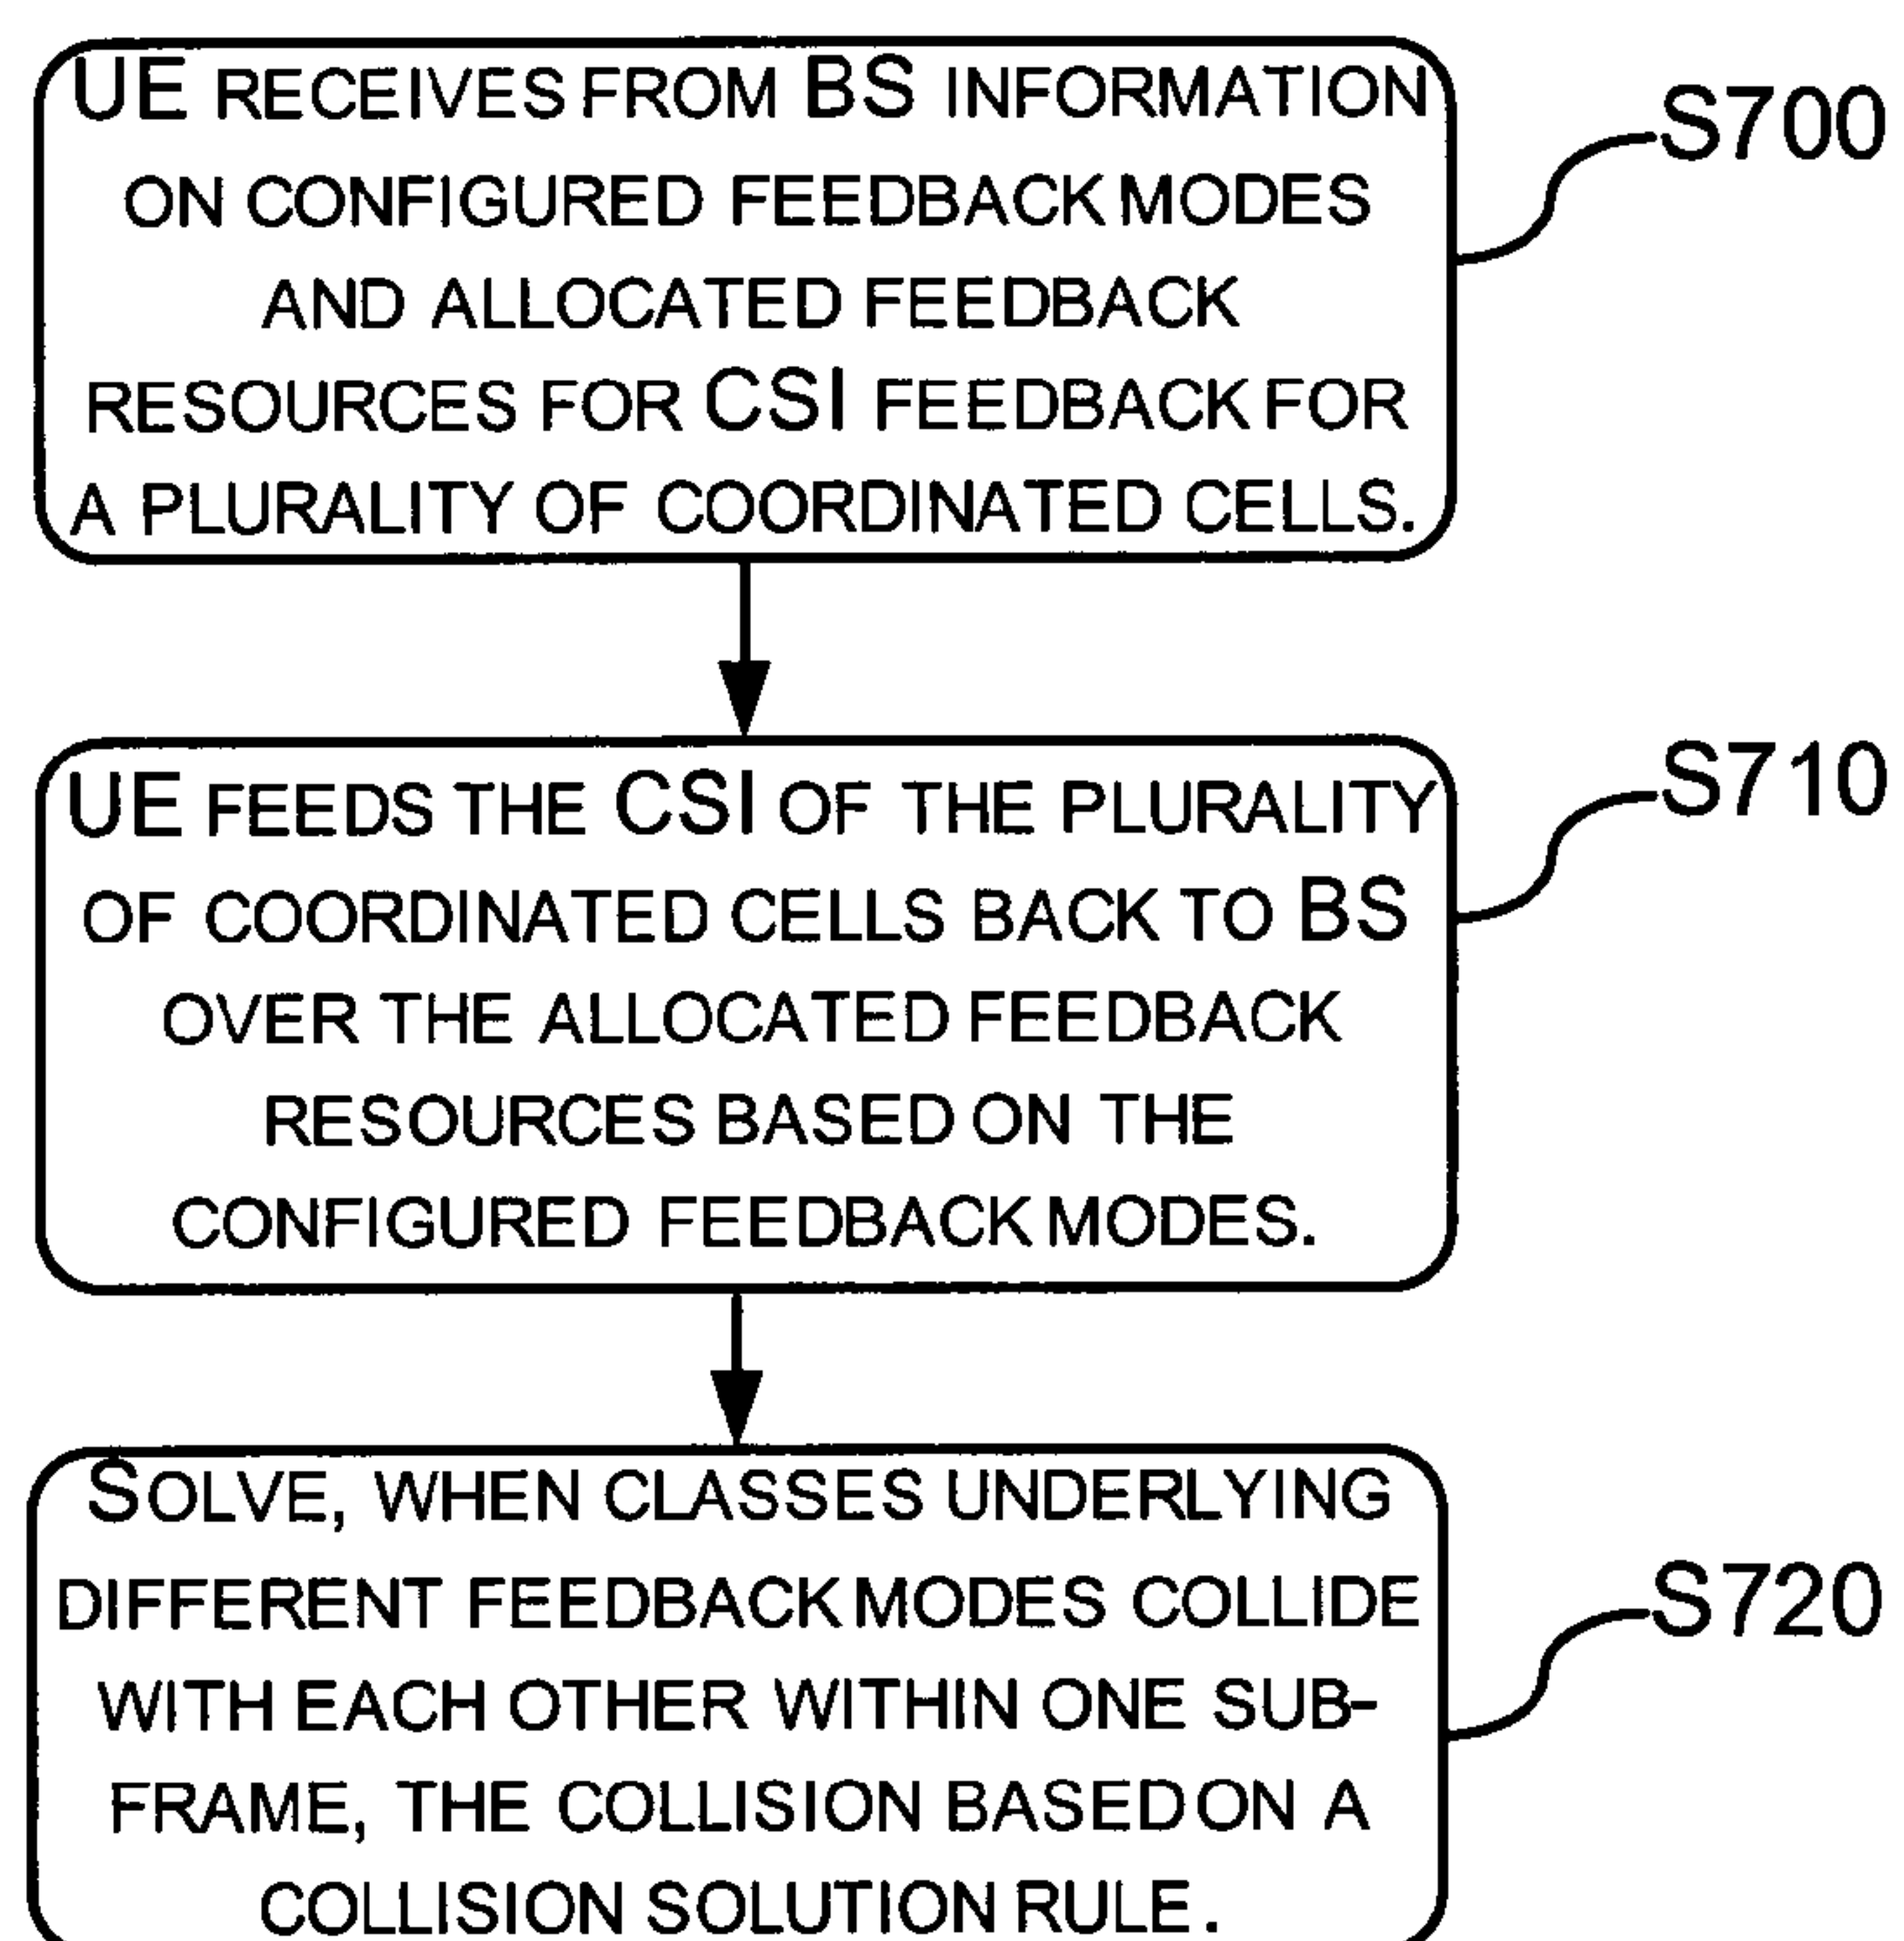 UE RECEIVES FROM BS INFORMATION
ON CONFIGURED FEEDBACK MODES
AND ALLOCATED FEEDBACK
RESOURCES FOR CSI FEEDBACK FOR
A PLURALITY OF COORDINATED CELLS.
S700
UE FEEDS THE CSI OF THE PLURALITY
OF COORDINATED CELLS BACK TO BS
OVER THE ALLOCATED FEEDBACK
RESOURCES BASED ON THE
CONFIGURED FEEDBACK MODES.
S710
SOLVE, WHEN CLASSES UNDERLYING
DIFFERENT FEEDBACK MODES COLLIDE
WITH EACH OTHER WITHIN ONE SUB-
FRAME, THE COLLISION BASED ON A
COLLISION SOLUTION RULE.
S720